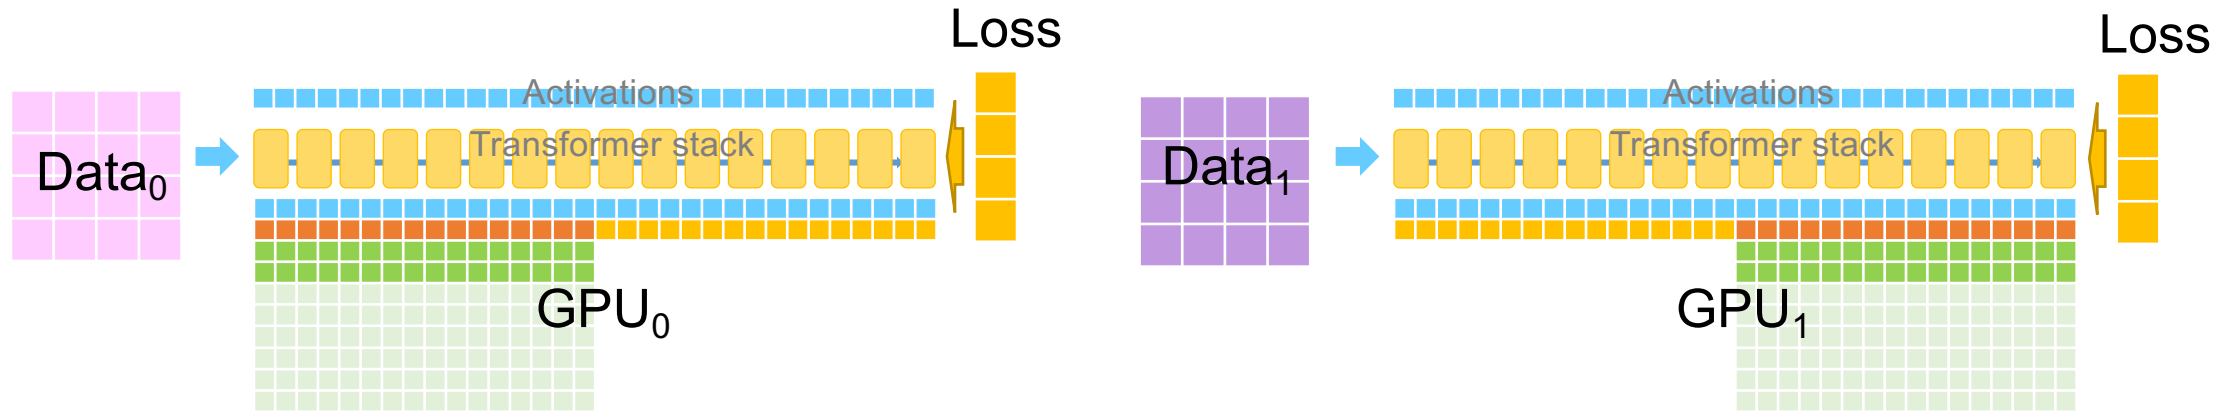 Loss
Activations
Transformer stack
Data0
GPU0
Loss
Activations
Transformer stack
Data1
GPU1